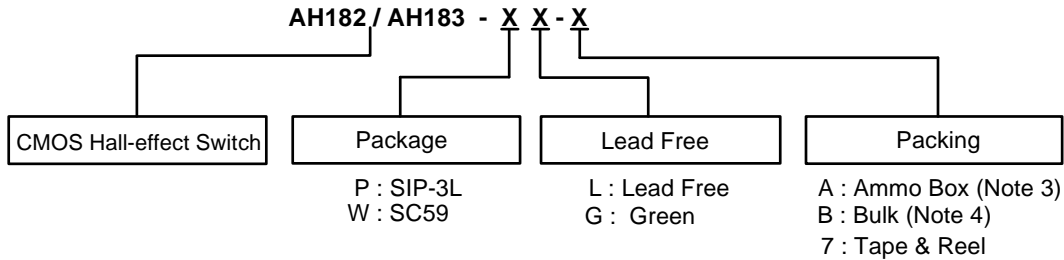 AH182 / AH183 - X X - X
CMOS Hall-effect Switch
Package
Lead Free
Packing
P : SIP-3L
W : SC59
L : Lead Free
G : Green
A : Ammo Box (Note 3)
B : Bulk (Note 4)
7 : Tape & Reel